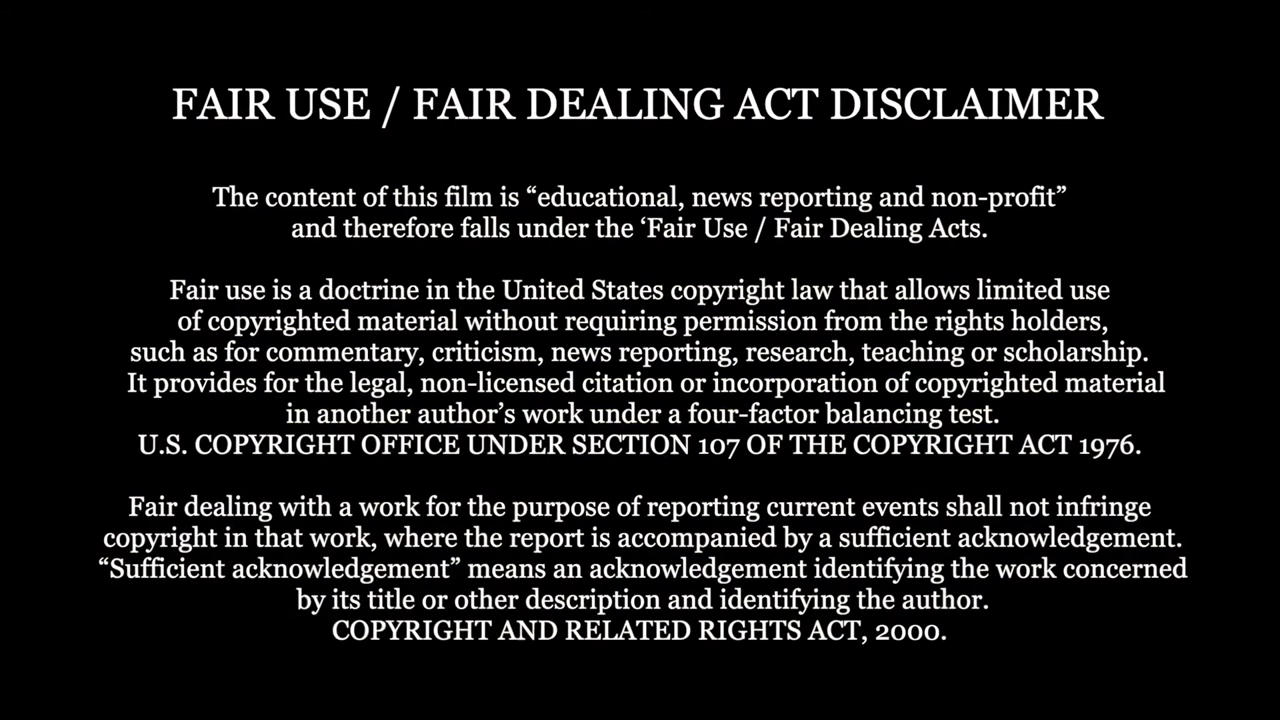 FAIR USE / FAIR DEALING ACT DISCLAIMER
The content of this film is “educational, news reporting and non-profit”
and therefore falls under the ‘Fair Use / Fair Dealing Acts.
Fair use is a doctrine in the United States copyright law that allows limited use
of copyrighted material without requiring permission from the rights holders,
such as for commentary, criticism, news reporting, research, teaching or scholarship.
It provides for the legal, non-licensed citation or incorporation of copyrighted material
in another author’s work under a four-factor balancing test.
U.S. COPYRIGHT OFFICE UNDER SECTION 107 OF THE COPYRIGHT ACT 1976.
Fair dealing with a work for the purpose of reporting current events shall not infringe
copyright in that work, where the report is accompanied by a sufficient acknowledgement.
“Sufficient acknowledgement” means an acknowledgement identifying the work concerned
by its title or other description and identifying the author.
COPYRIGHT AND RELATED RIGHTS ACT, 2000.